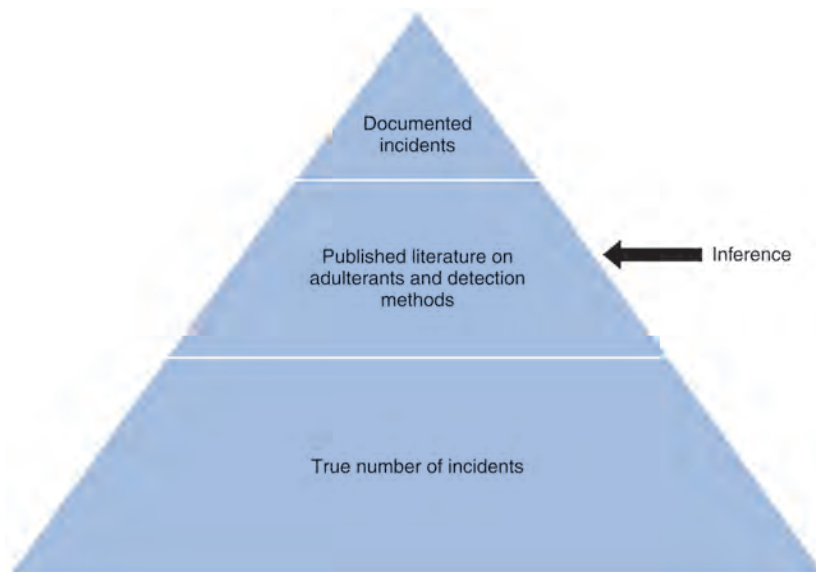 Documented
incidents
Published literature on
adulterants and detection
methods
Inference
True number of incidents